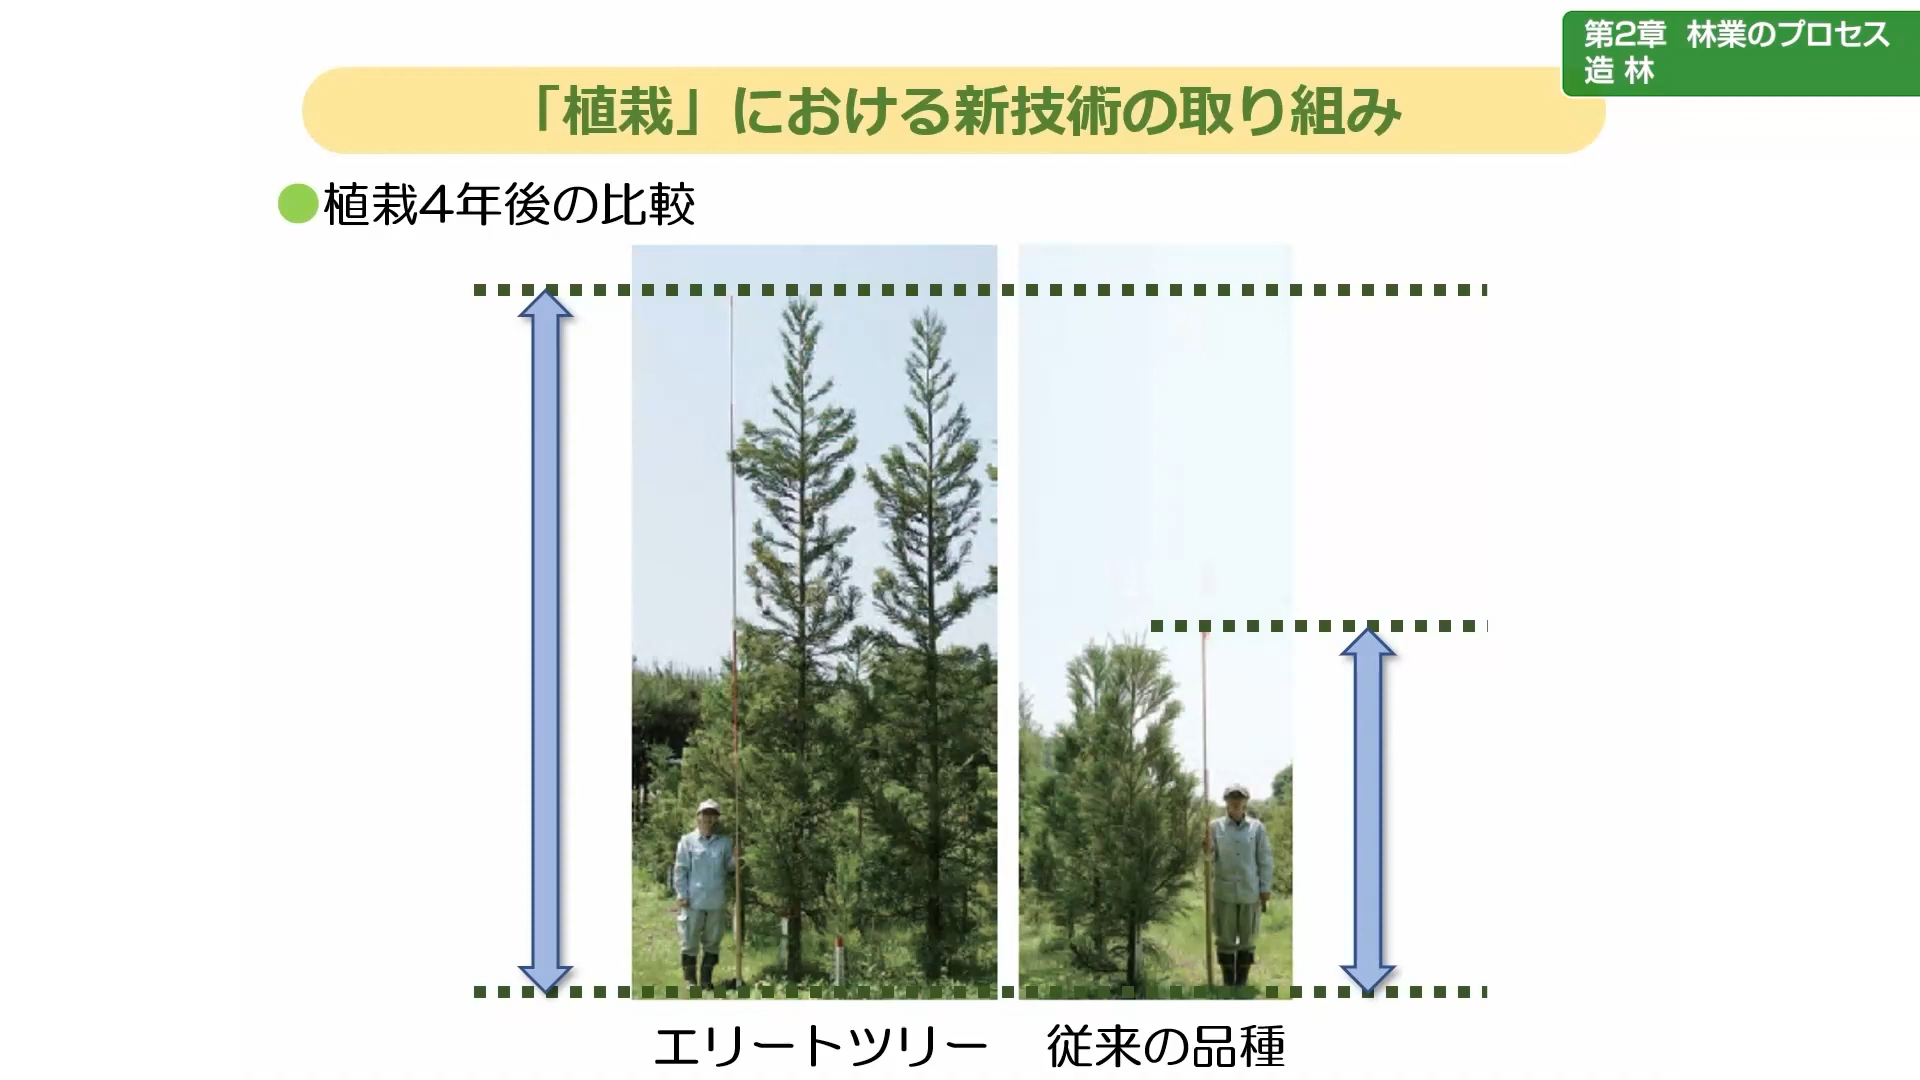 第2章 林業のプロセス
造 林
「植栽」における新技術の取り組み
植栽4年後の比較
エリートツリー
従来の品種